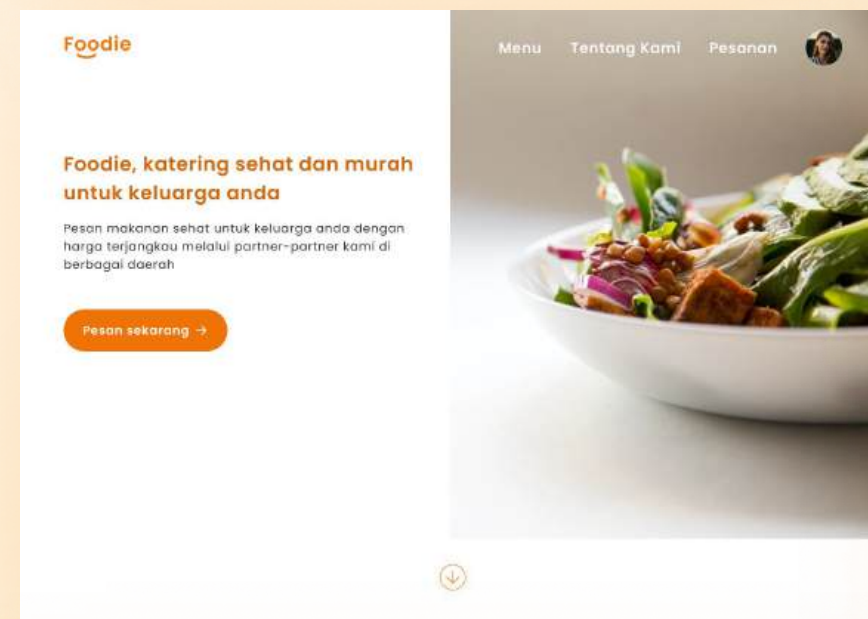 Foodie
Menu
Tentang Kami
Pesanan
Foodie, katering sehat dan murah
untuk keluarga anda
Pesan makanan sehat untuk keluarga anda dengan
harga terjangkau melalui partner-partner kami di
berbagai daerah
Pesan sekarang →